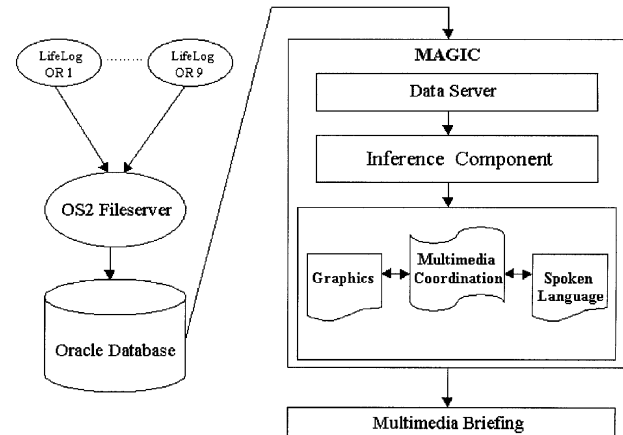 LifeLog
OR 1
LifeLog
OR 9
OS2 Fileserver
Oracle Database
MAGIC
Data Server
Inference Component
Graphics
Multimedia
Coordination
Spoken
Language
Multimedia Briefing